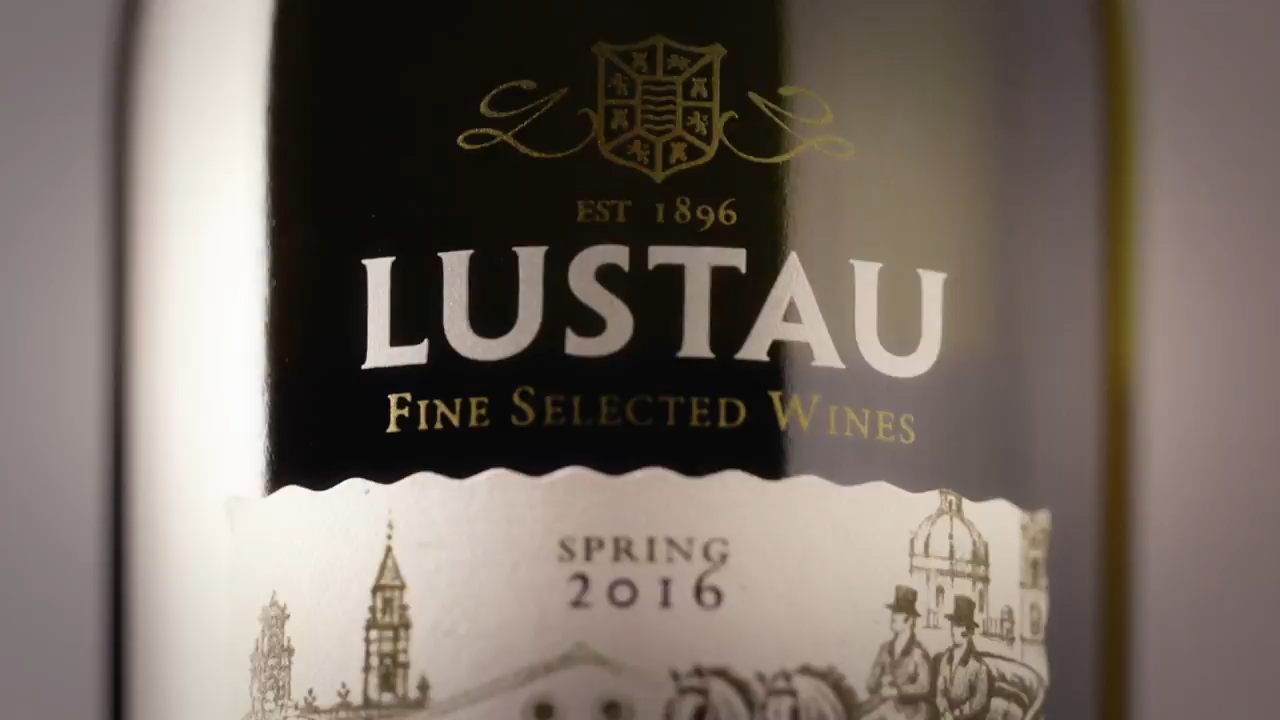 EST 1896
LUSTAU
FINE SELECTED WINES
SPRING
2016